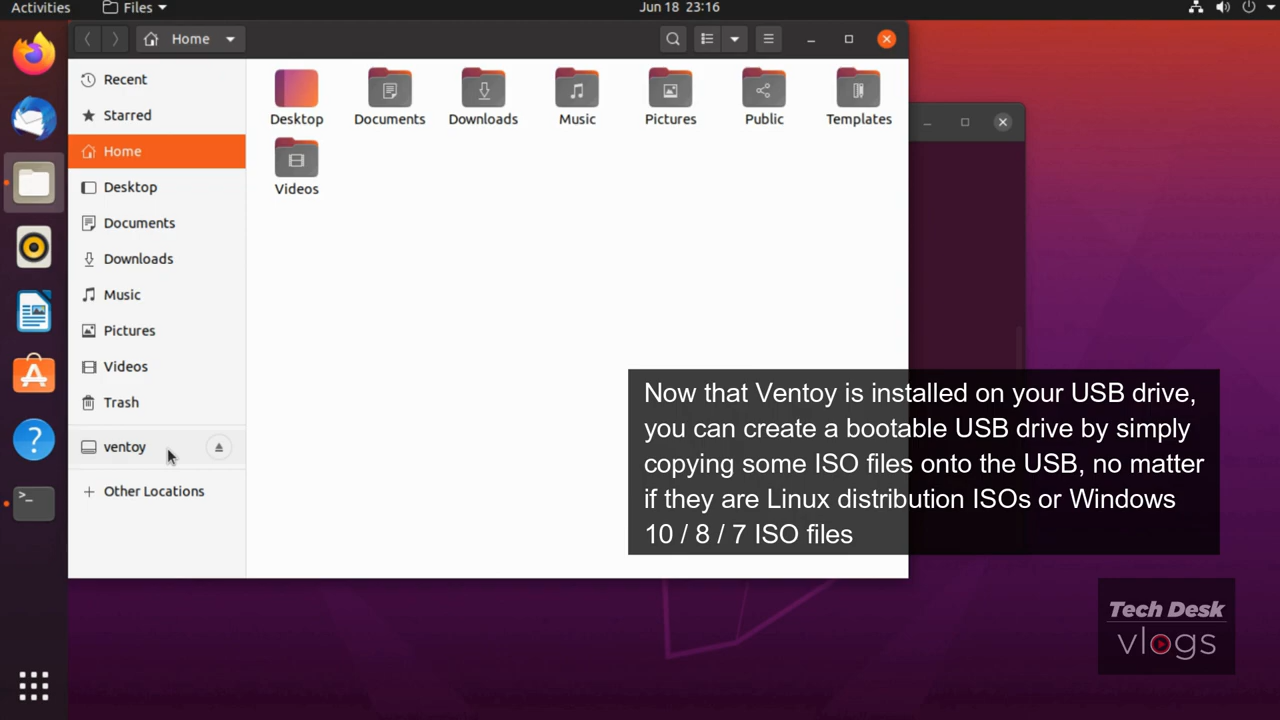 Activities Files Jun 18 23:16
Home
Recent
Starred
Home
Desktop
Documents
Downloads
Music
Pictures
Videos
Trash
ventoy
Other Locations
Desktop Documents Downloads Music Pictures Public Templates
Videos
Now that Ventoy is installed on your USB drive,
you can create a bootable USB drive by simply
copying some ISO files onto the USB, no matter
if they are Linux distribution ISOs or Windows
10 / 8 / 7 ISO files
Tech Desk
vlogs